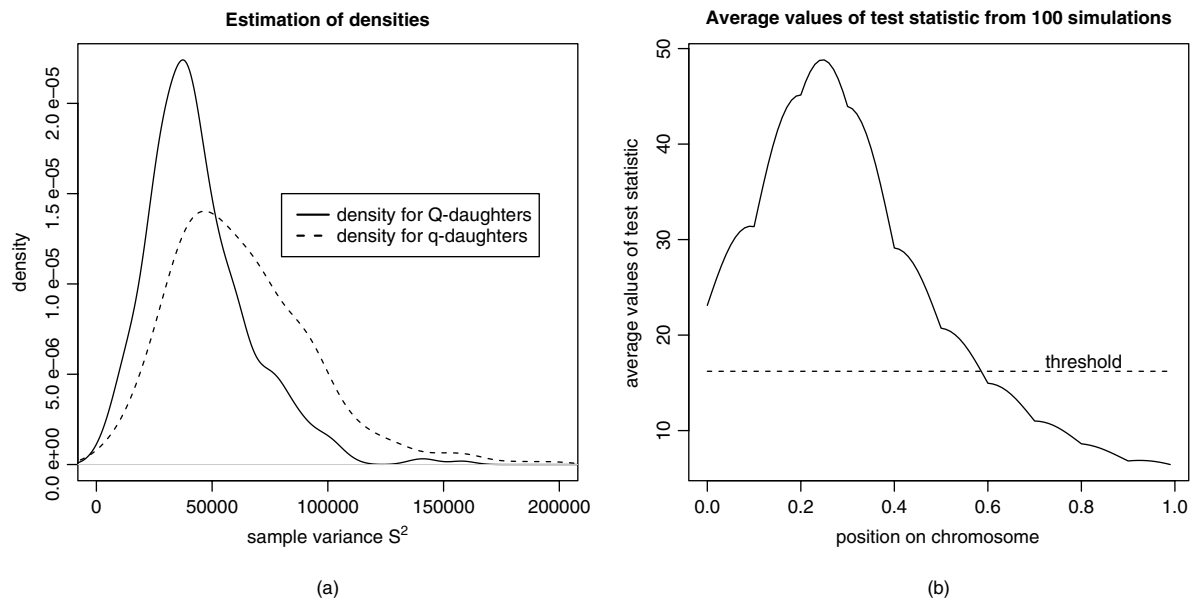 Estimation of densities
density
0.0 e+00 5.0 e−06 1.0 e−05 1.5 e−05 2.0 e−05
density for Q-daughters
density for q-daughters
0 50000 100000 150000 200000
sample variance S²
(a)
Average values of test statistic from 100 simulations
average values of test statistic
10 20 30 40 50
threshold
0.0 0.2 0.4 0.6 0.8 1.0
position on chromosome
(b)